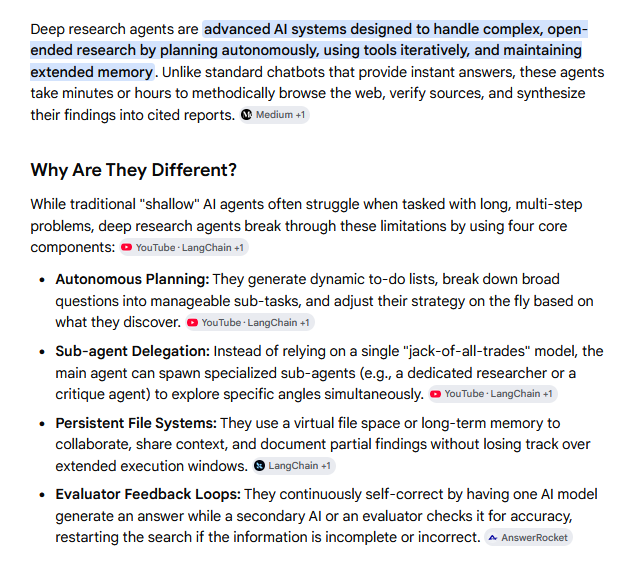 Deep research agents are advanced AI systems designed to handle complex, open-
ended research by planning autonomously, using tools iteratively, and maintaining
extended memory. Unlike standard chatbots that provide instant answers, these agents
take minutes or hours to methodically browse the web, verify sources, and synthesize
their findings into cited reports. Medium +1
Why Are They Different?
While traditional "shallow" AI agents often struggle when tasked with long, multi-step
problems, deep research agents break through these limitations by using four core
components: YouTube · LangChain +1
• Autonomous Planning: They generate dynamic to-do lists, break down broad
questions into manageable sub-tasks, and adjust their strategy on the fly based on
what they discover. YouTube · LangChain +1
• Sub-agent Delegation: Instead of relying on a single "jack-of-all-trades" model, the
main agent can spawn specialized sub-agents (e.g., a dedicated researcher or a
critique agent) to explore specific angles simultaneously. YouTube · LangChain +1
• Persistent File Systems: They use a virtual file space or long-term memory to
collaborate, share context, and document partial findings without losing track over
extended execution windows. LangChain +1
• Evaluator Feedback Loops: They continuously self-correct by having one AI model
generate an answer while a secondary AI or an evaluator checks it for accuracy,
restarting the search if the information is incomplete or incorrect. AnswerRocket